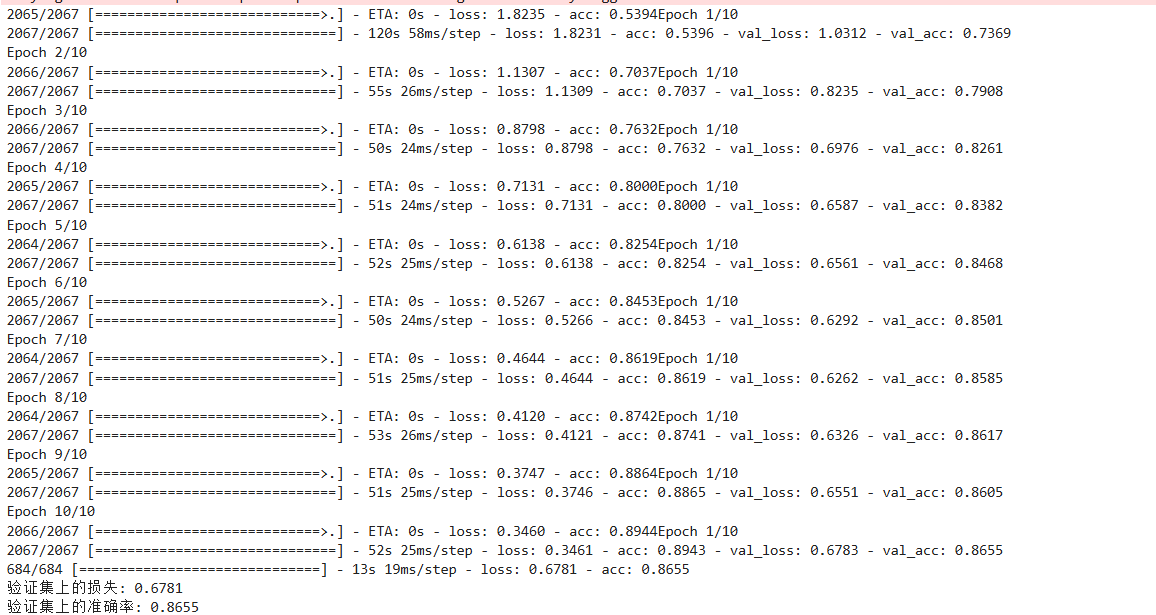 2065/2067 [============================>.] - ETA: 0s - loss: 1.8235 - acc: 0.5394Epoch 1/10
2067/2067 [==============================] - 120s 58ms/step - loss: 1.8231 - acc: 0.5396 - val_loss: 1.0312 - val_acc: 0.7369
Epoch 2/10
2066/2067 [============================>.] - ETA: 0s - loss: 1.1307 - acc: 0.7037Epoch 1/10
2067/2067 [==============================] - 55s 26ms/step - loss: 1.1309 - acc: 0.7037 - val_loss: 0.8235 - val_acc: 0.7908
Epoch 3/10
2066/2067 [============================>.] - ETA: 0s - loss: 0.8798 - acc: 0.7632Epoch 1/10
2067/2067 [==============================] - 50s 24ms/step - loss: 0.8798 - acc: 0.7632 - val_loss: 0.6976 - val_acc: 0.8261
Epoch 4/10
2065/2067 [============================>.] - ETA: 0s - loss: 0.7131 - acc: 0.8000Epoch 1/10
2067/2067 [==============================] - 51s 24ms/step - loss: 0.7131 - acc: 0.8000 - val_loss: 0.6587 - val_acc: 0.8382
Epoch 5/10
2064/2067 [============================>.] - ETA: 0s - loss: 0.6138 - acc: 0.8254Epoch 1/10
2067/2067 [==============================] - 52s 25ms/step - loss: 0.6138 - acc: 0.8254 - val_loss: 0.6561 - val_acc: 0.8468
Epoch 6/10
2065/2067 [============================>.] - ETA: 0s - loss: 0.5267 - acc: 0.8453Epoch 1/10
2067/2067 [==============================] - 50s 24ms/step - loss: 0.5266 - acc: 0.8453 - val_loss: 0.6292 - val_acc: 0.8501
Epoch 7/10
2064/2067 [============================>.] - ETA: 0s - loss: 0.4644 - acc: 0.8619Epoch 1/10
2067/2067 [==============================] - 51s 25ms/step - loss: 0.4644 - acc: 0.8619 - val_loss: 0.6262 - val_acc: 0.8585
Epoch 8/10
2064/2067 [============================>.] - ETA: 0s - loss: 0.4120 - acc: 0.8742Epoch 1/10
2067/2067 [==============================] - 53s 26ms/step - loss: 0.4121 - acc: 0.8741 - val_loss: 0.6326 - val_acc: 0.8617
Epoch 9/10
2065/2067 [============================>.] - ETA: 0s - loss: 0.3747 - acc: 0.8864Epoch 1/10
2067/2067 [==============================] - 51s 25ms/step - loss: 0.3746 - acc: 0.8865 - val_loss: 0.6551 - val_acc: 0.8605
Epoch 10/10
2066/2067 [============================>.] - ETA: 0s - loss: 0.3460 - acc: 0.8944Epoch 1/10
2067/2067 [==============================] - 52s 25ms/step - loss: 0.3461 - acc: 0.8943 - val_loss: 0.6783 - val_acc: 0.8655
684/684 [==============================] - 13s 19ms/step - loss: 0.6781 - acc: 0.8655
验证集上的损失: 0.6781
验证集上的准确率: 0.8655